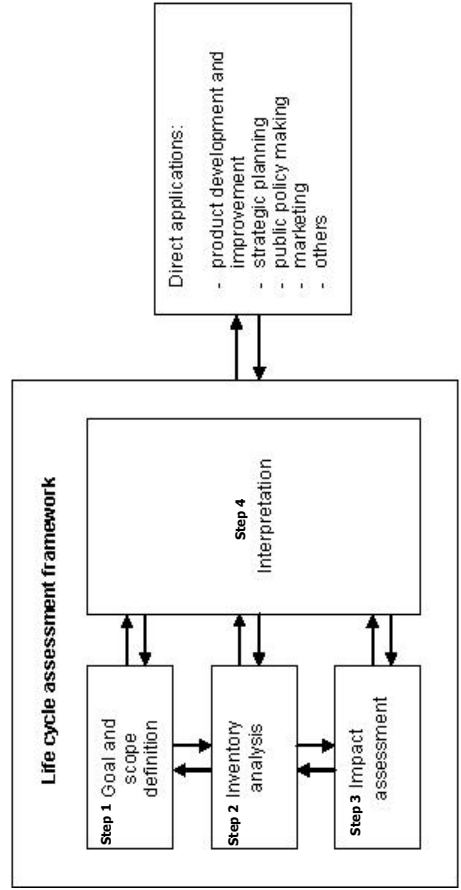 Life cycle assessment framework
Step 1 Goal and
scope
definition
Step 2 Inventory
analysis
Step 3 Impact
assessment
Step 4
Interpretation
Direct applications:
- product development and
improvement
- strategic planning
- public policy making
- marketing
- others